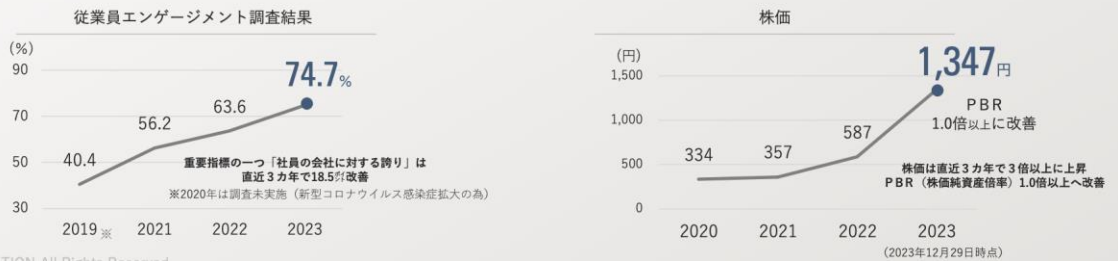 従業員エンゲージメント調査結果
(%)
90
70
50
30
40.4
56.2
63.6
74.7%
重要指標の一つ「社員の会社に対する誇り」は
直近3カ年で18.5㌽改善
※2020年は調査未実施(新型コロナウイルス感染症拡大の為)
2019※ 2021 2022 2023
株価
(円)
1,500
1,000
500
0
334
357
587
1,347円
PBR
1.0倍以上に改善
株価は直近3カ年で3倍以上に上昇
PBR(株価純資産倍率)1.0倍以上へ改善
2020 2021 2022 2023
(2023年12月29日時点)
All Rights Reserved